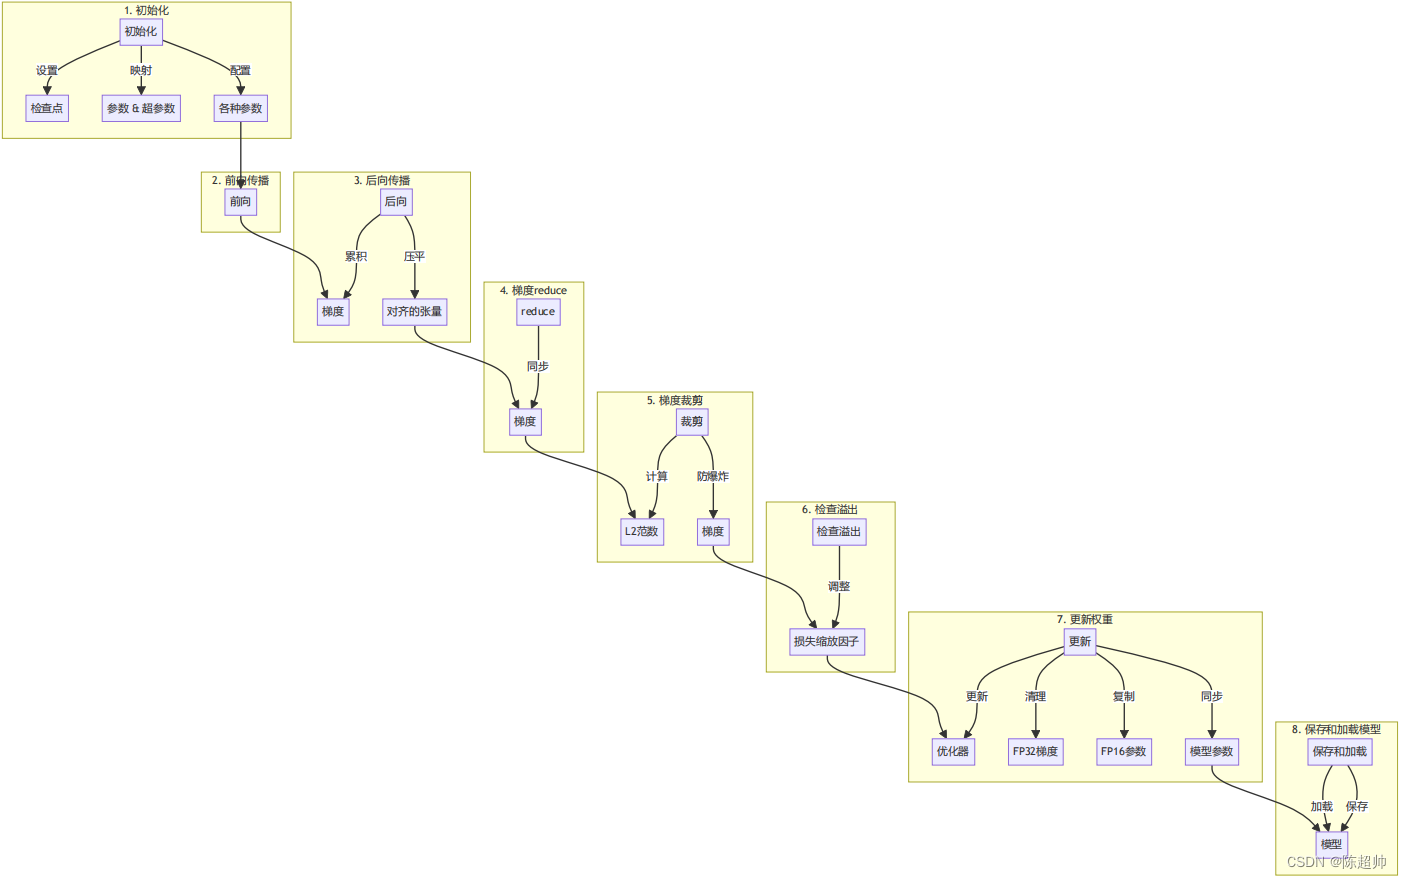 1. 初始化
初始化
设置
映射
配置
检查点
参数 & 超参数
各种参数
2. 前向传播
前向
3. 后向传播
后向
累积
压平
梯度
对齐的张量
4. 梯度reduce
reduce
同步
梯度
5. 梯度裁剪
裁剪
计算
防爆炸
L2范数
梯度
6. 检查溢出
检查溢出
调整
损失缩放因子
7. 更新权重
更新
更新
清理
复制
同步
优化器
FP32梯度
FP16参数
模型参数
8. 保存和加载模型
保存和加载
加载
保存
模型
CSDN @陈超帅